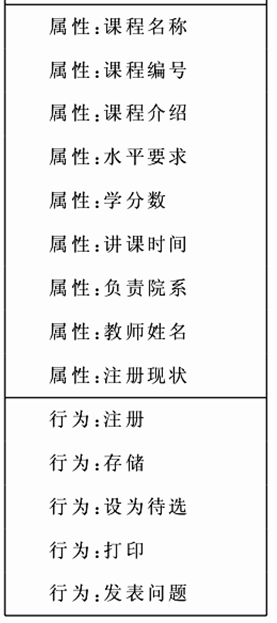 属性:课程名称
属性:课程编号
属性:课程介绍
属性:水平要求
属性:学分数
属性:讲课时间
属性:负责院系
属性:教师姓名
属性:注册现状
行为:注册
行为:存储
行为:设为待选
行为:打印
行为:发表问题